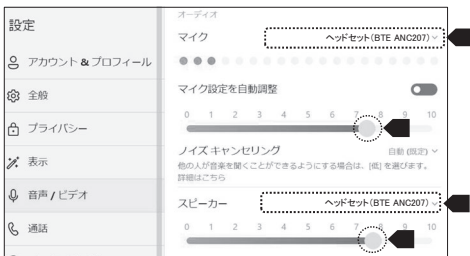 設定
アカウント & プロフィール
全般
プライバシー
表示
音声 / ビデオ
通話
オーディオ
マイク
ヘッドセット(BTE ANC207)
マイク設定を自動調整
0 1 2 3 4 5 6 7 8 9 10
ノイズ キャンセリング
自動 (既定)
他の人が音楽を聞くことができるようにする場合は、[低] を選びます。
詳細はこちら
スピーカー
ヘッドセット(BTE ANC207)
0 1 2 3 4 5 6 7 8 9 10